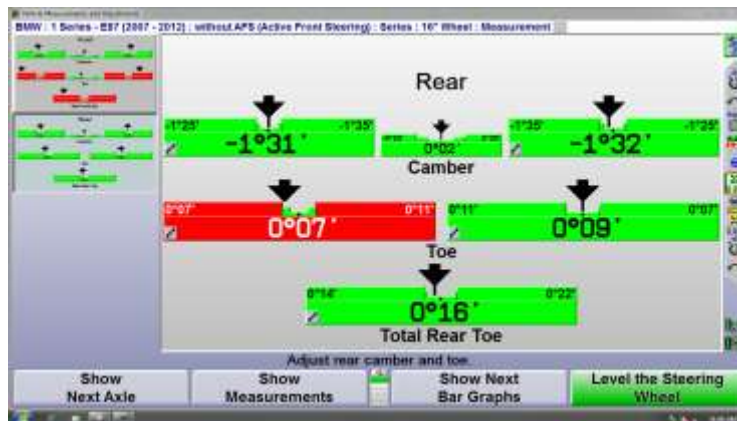 BMW : 1 Series - E87 (2007 - 2012) : without AFS (Active Front Steering) : Series : 16" Wheel : Measurement
Rear
-1°25' -1°35' -1°35' -1°25'
-1°31' 0°02' -1°32'
Camber
0°07' 0°11' 0°11' 0°07'
0°07' 0°09'
Toe
0°14' 0°22'
0°16'
Total Rear Toe
Adjust rear camber and toe.
Show Next Axle
Show Measurements
Show Next Bar Graphs
Level the Steering Wheel